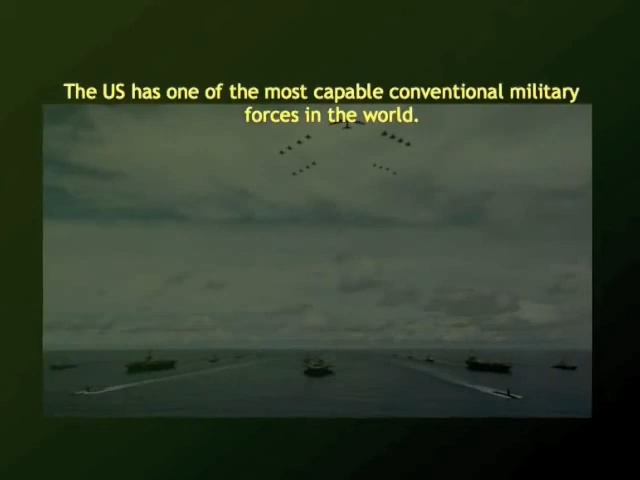 The US has one of the most capable conventional military
forces in the world.